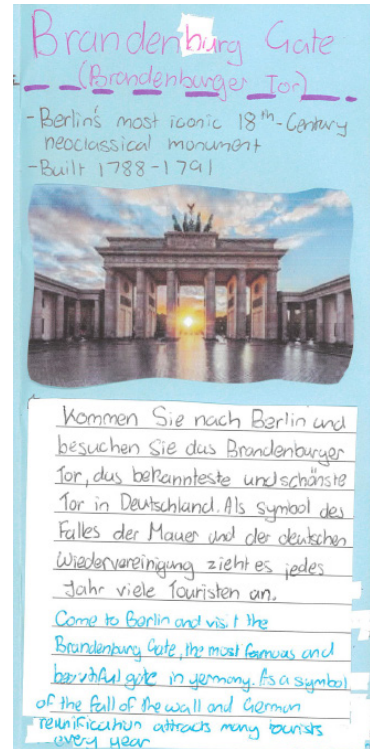 Brandenburg Gate
(Brandenburger Tor)
-Berlin's most iconic 18th-Century
neoclassical monument
-Built 1788-1791
Kommen Sie nach Berlin und
besuchen Sie das Brandenburger
Tor, das bekannteste und schönste
Tor in Deutschland. Als symbol des
Falles der Mauer und der deutschen
Wiedervereinigung zieht es jedes
Jahr viele Touristen an.
Come to Berlin and visit the
Brandenburg Gate, the most famous and
beautiful gate in germany. As a symbol
of the fall of the wall and German
reunification attracts many tourists
every year